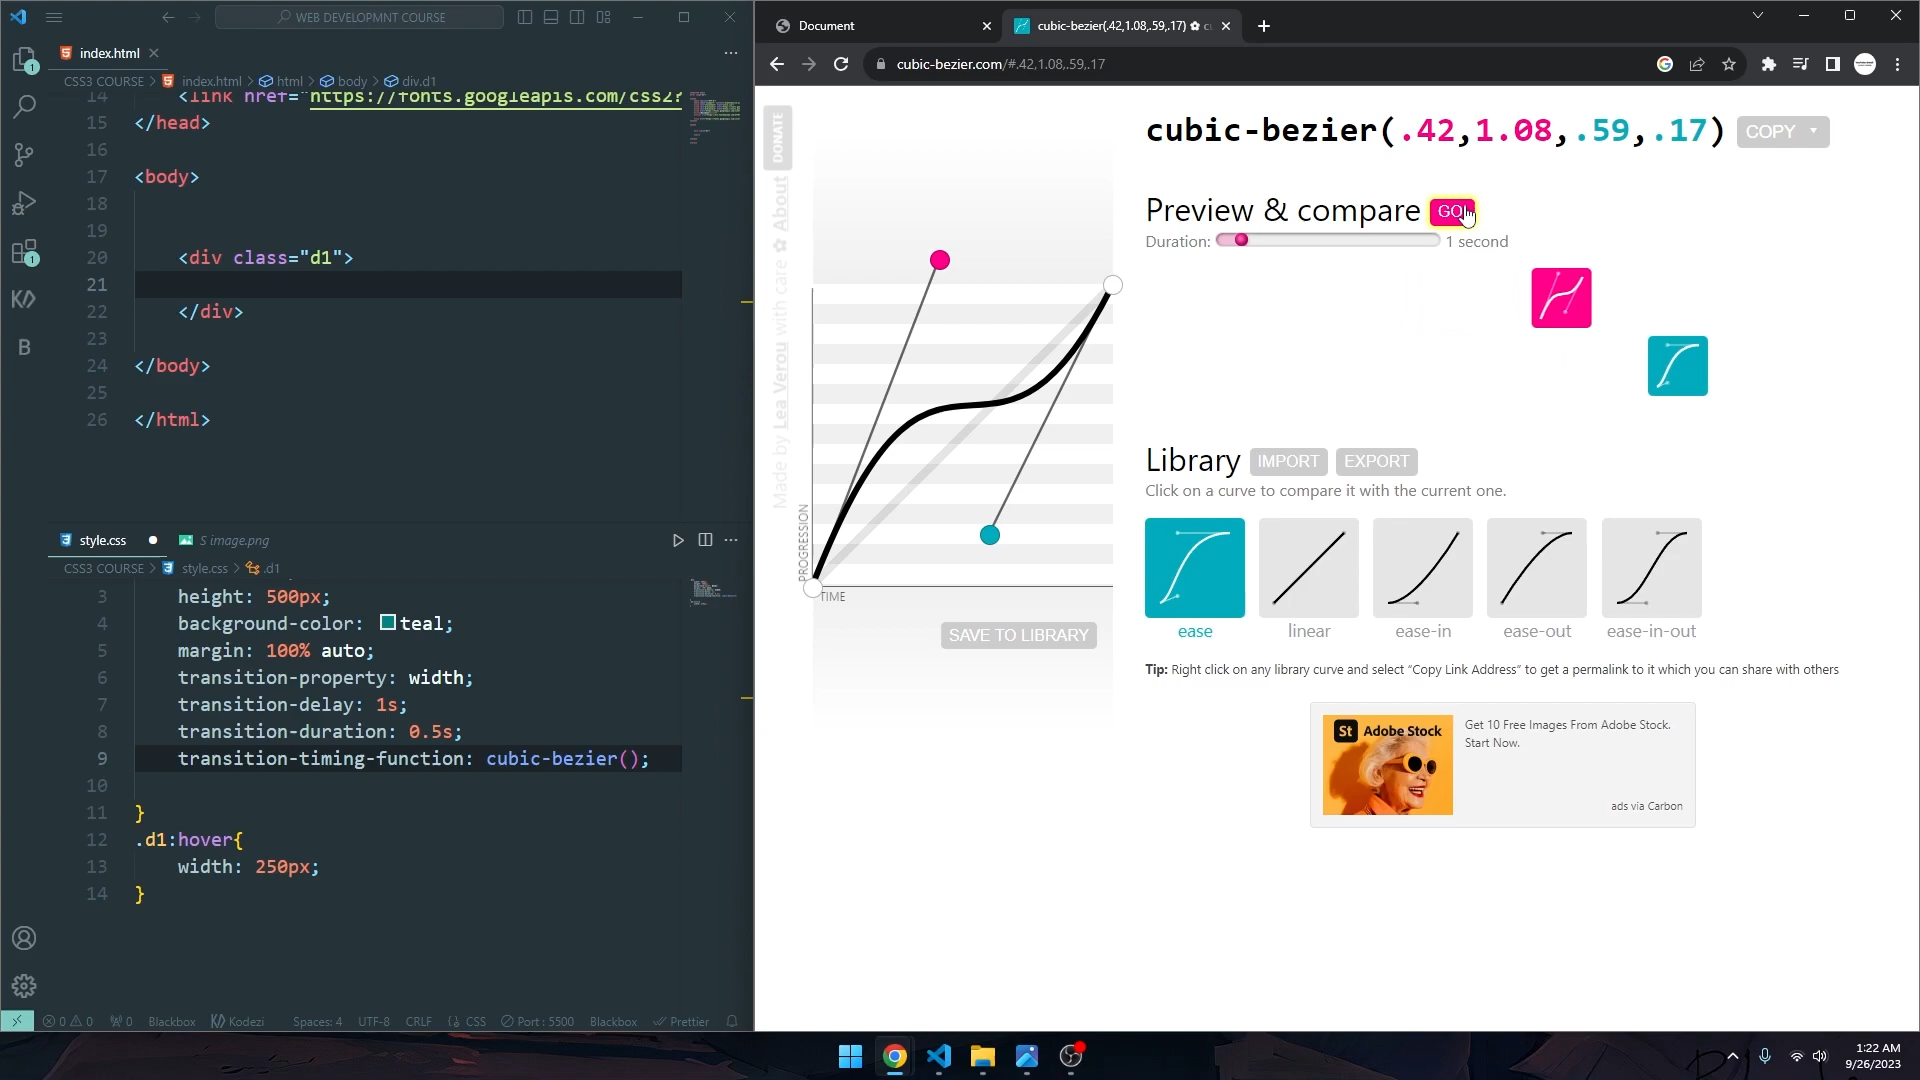 WEB DEVELOPMNT COURSE
index.html
CSS3 COURSE > index.html > html > body > div.d1
14 <link href="https://fonts.googleapis.com/css2?
15 </head>
16
17 <body>
18
19
20 <div class="d1">
21
22 </div>
23
24 </body>
25
26 </html>
style.css
S image.png
CSS3 COURSE > style.css > .d1
3 height: 500px;
4 background-color: teal;
5 margin: 100% auto;
6 transition-property: width;
7 transition-delay: 1s;
8 transition-duration: 0.5s;
9 transition-timing-function: cubic-bezier();
10
11 }
12 .d1:hover{
13 width: 250px;
14 }
0 0 0 Blackbox Kodezi Spaces: 4 UTF-8 CRLF CSS Port : 5500 Blackbox Prettier
Document
cubic-bezier(.42,1.08,.59,.17)
cubic-bezier.com/#.42,1.08,.59,.17
DONATE
Made by Lea Verou with care ✿ About
cubic-bezier(.42,1.08,.59,.17) COPY
Preview & compare GO!
Duration: 1 second
PROGRESSION
TIME
SAVE TO LIBRARY
Library IMPORT EXPORT
Click on a curve to compare it with the current one.
ease linear ease-in ease-out ease-in-out
Tip: Right click on any library curve and select “Copy Link Address” to get a permalink to it which you can share with others
St Adobe Stock
Get 10 Free Images From Adobe Stock.
Start Now.
ads via Carbon
1:22 AM
9/26/2023